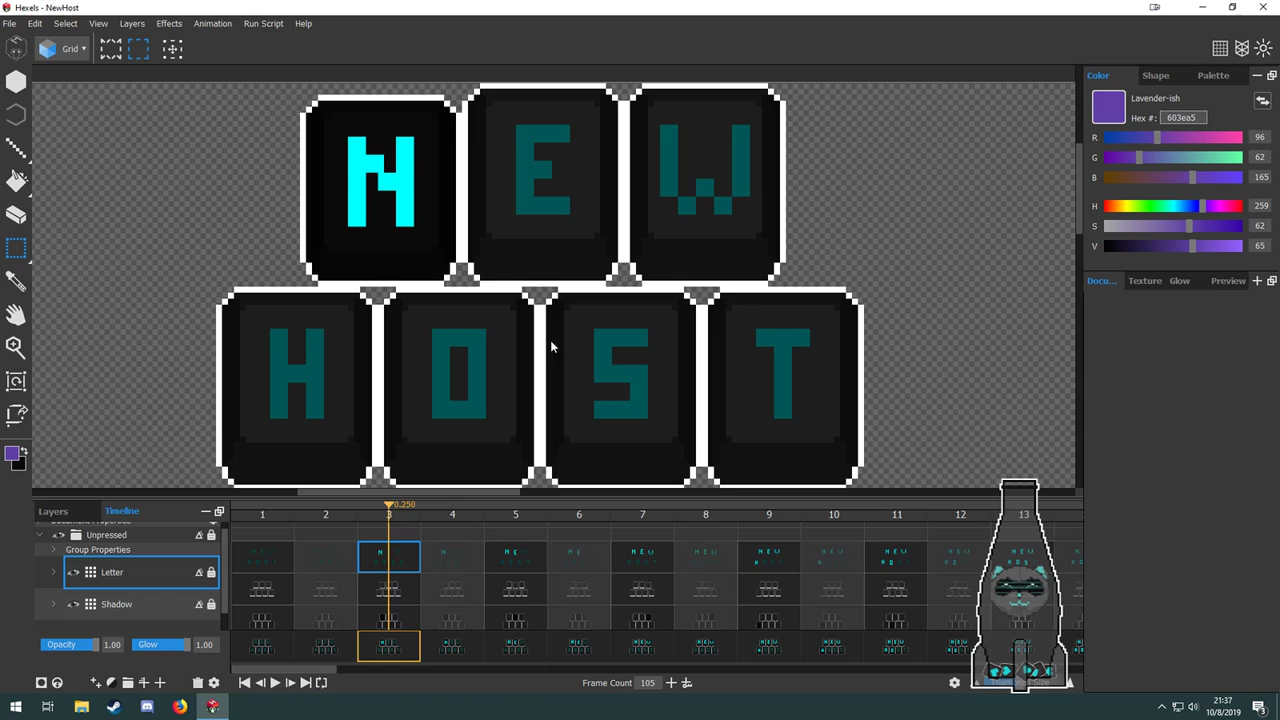 Hexels - NewHost
File Edit Select View Layers Effects Animation Run Script Help
Grid
Color Shape Palette
Lavender-ish
Hex #: 603ea5
R 96
G 62
B 165
H 259
S 62
V 65
Docu... Texture Glow Preview
N E W
H O S T
Layers Timeline
0.250
1 2 3 4 5 6 7 8 9 10 11 12 13
Unpressed
Group Properties
Letter
Shadow
Opacity 1.00 Glow 1.00
Frame Count 105
21:37
10/8/2019
3